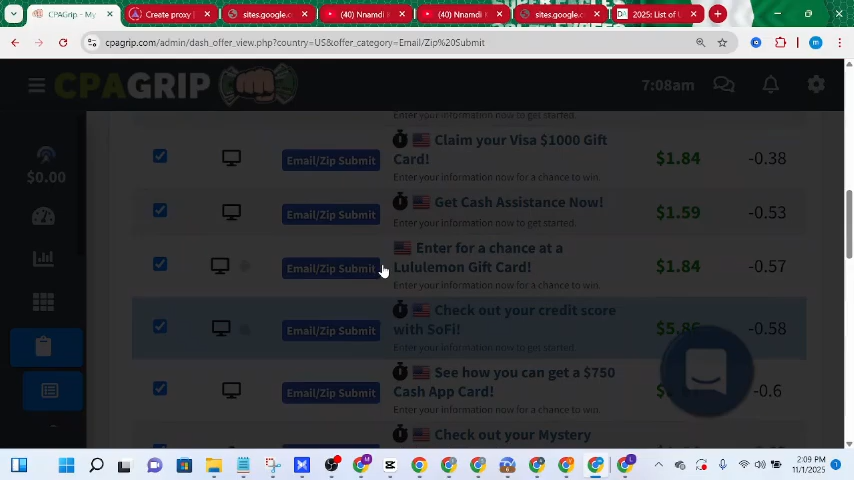 CPAGrip - My
Create proxy |
sites.google.c
(40) Nnamdi
(40) Nnamdi
sites.google.c
2025: List of U
cpagrip.com/admin/dash_offer_view.php?country=US&offer_category=Email/Zip%20Submit
CPAGRIP
7:08am
$0.00
Enter your information now to get started.
Email/Zip Submit
Claim your Visa $1000 Gift
Card!
Enter your information now for a chance to win.
$1.84
-0.38
Email/Zip Submit
Get Cash Assistance Now!
Enter your information now to get started.
$1.59
-0.53
Email/Zip Submit
Enter for a chance at a
Lululemon Gift Card!
Enter your information now for a chance to win.
$1.84
-0.57
Email/Zip Submit
Check out your credit score
with SoFi!
Enter your information now to get started.
$5.86
-0.58
Email/Zip Submit
See how you can get a $750
Cash App Card!
Enter your information now for a chance to win.
-0.6
Check out your Mystery
2:09 PM
11/1/2025